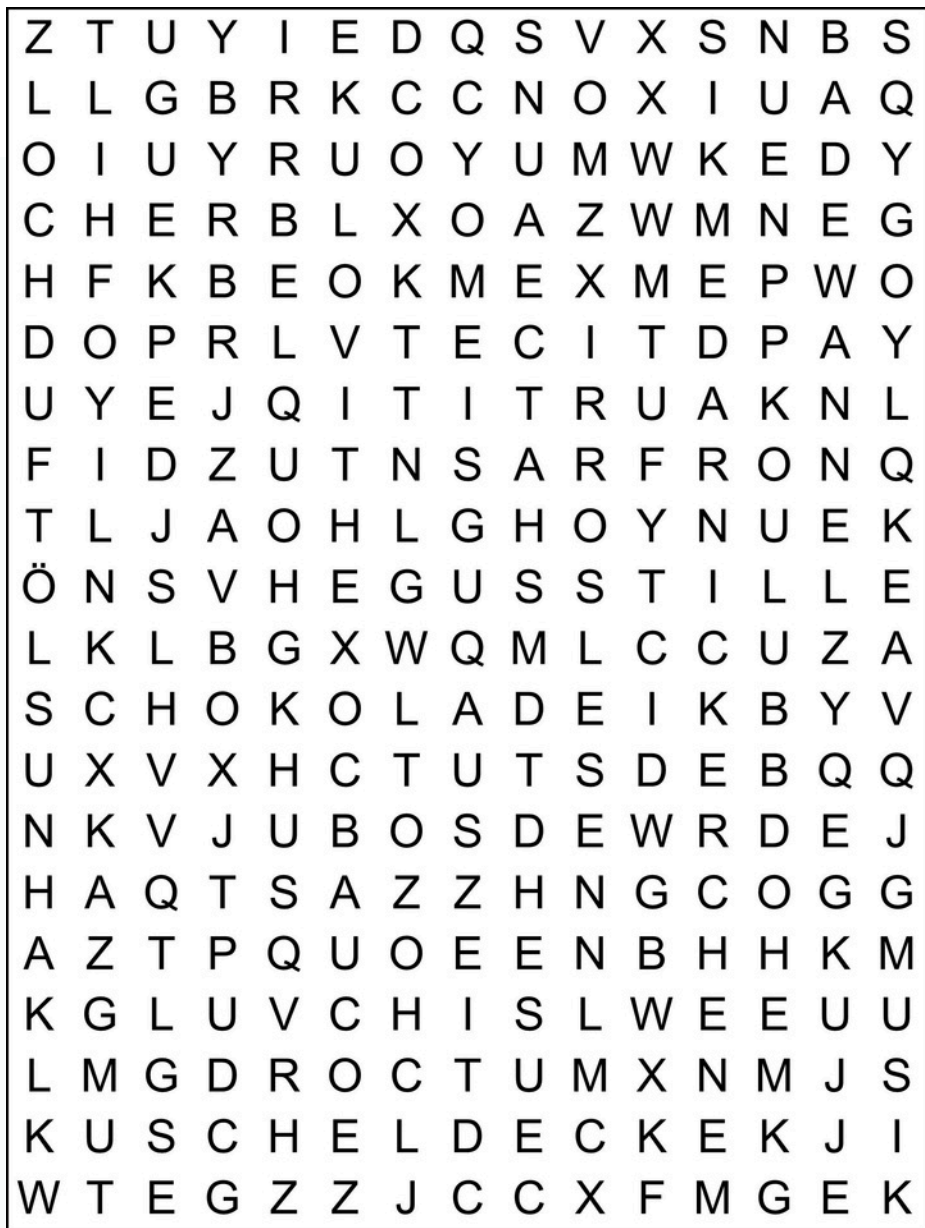 Z T U Y I E D Q S V X S N B S
L L G B R K C C N O X I U A Q
O I U Y R U O Y U M W K E D Y
C H E R B L X O A Z W M N E G
H F K B E O K M E X M E P W O
D O P R L V T E C I T D P A Y
U Y E J Q I T I T R U A K N L
F I D Z U T N S A R F R O N Q
T L J A O H L G H O Y N U E K
Ö N S V H E G U S S T I L L E
L K L B G X W Q M L C C U Z A
S C H O K O L A D E I K B Y V
U X V X H C T U T S D E B Q Q
N K V J U B O S D E W R D E J
H A Q T S A Z Z H N G C O G G
A Z T P Q U O E E N B H H K M
K G L U V C H I S L W E E U U
L M G D R O C T U M X N M J S
K U S C H E L D E C K E K J I
W T E G Z Z J C C X F M G E K